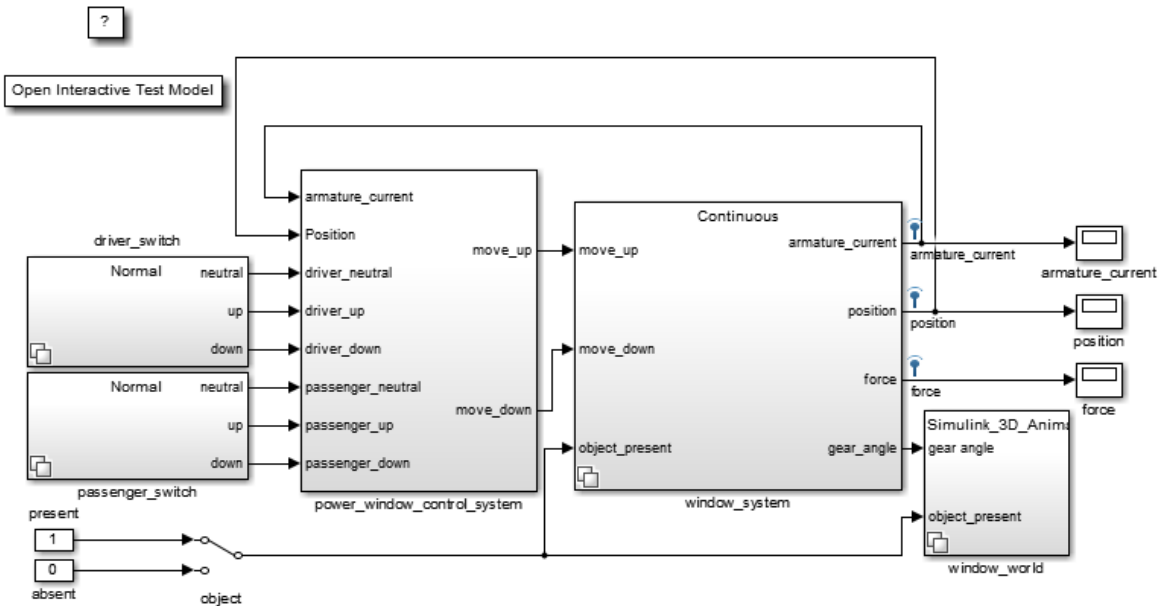 ?
Open Interactive Test Model
driver_switch
Normal
neutral
up
down
Normal
neutral
up
down
passenger_switch
armature_current
Position
driver_neutral
driver_up
driver_down
passenger_neutral
passenger_up
passenger_down
move_up
move_down
power_window_control_system
Continuous
move_up
move_down
object_present
armature_current
position
force
gear_angle
window_system
armature_current
position
force
armature_current
position
force
Simulink_3D_Anima
gear angle
object_present
window_world
present
1
0
absent
object